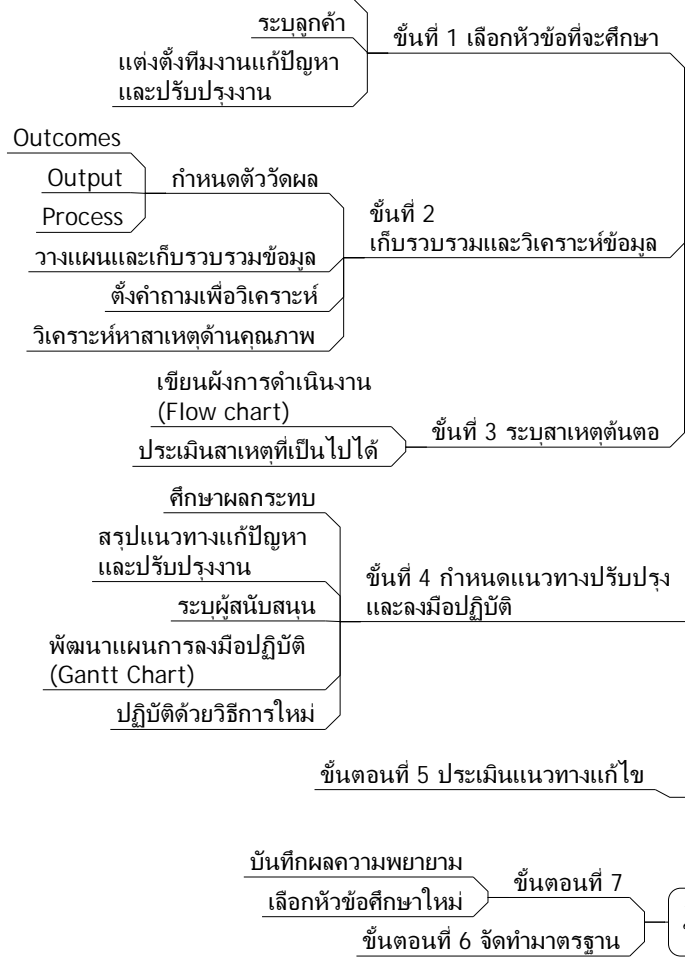 ระบุลูกค้า
แต่งตั้งทีมงานแก้ปัญหา
และปรับปรุงงาน
ขั้นที่ 1 เลือกหัวข้อที่จะศึกษา
Outcomes
Output
Process
กำหนดตัววัดผล
วางแผนและเก็บรวบรวมข้อมูล
ตั้งคำถามเพื่อวิเคราะห์
วิเคราะห์หาสาเหตุด้านคุณภาพ
ขั้นที่ 2
เก็บรวบรวมและวิเคราะห์ข้อมูล
เขียนผังการดำเนินงาน
(Flow chart)
ประเมินสาเหตุที่เป็นไปได้
ขั้นที่ 3 ระบุสาเหตุต้นตอ
ศึกษาผลกระทบ
สรุปแนวทางแก้ปัญหา
และปรับปรุงงาน
ระบุผู้สนับสนุน
พัฒนาแผนการลงมือปฏิบัติ
(Gantt Chart)
ปฏิบัติด้วยวิธีการใหม่
ขั้นที่ 4 กำหนดแนวทางปรับปรุง
และลงมือปฏิบัติ
ขั้นตอนที่ 5 ประเมินแนวทางแก้ไข
บันทึกผลความพยายาม
เลือกหัวข้อศึกษาใหม่
ขั้นตอนที่ 7
ขั้นตอนที่ 6 จัดทำมาตรฐาน